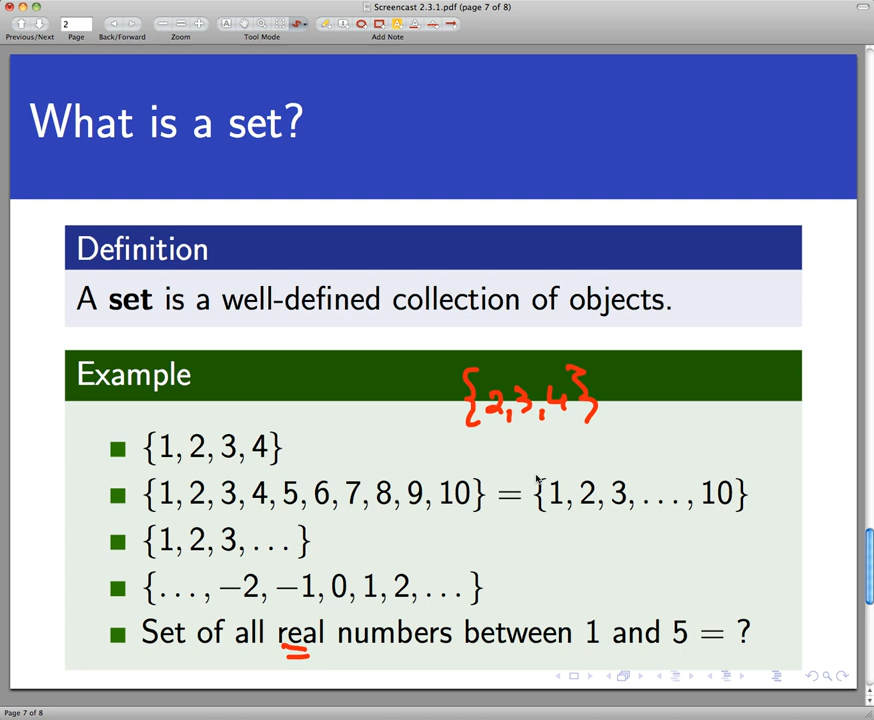 Screencast 2.3.1.pdf (page 7 of 8)
2
Previous/Next Page Back/Forward Zoom Tool Mode Add Note
What is a set?
Definition
A set is a well-defined collection of objects.
Example
{2,3,4}
{1, 2, 3, 4}
{1, 2, 3, 4, 5, 6, 7, 8, 9, 10} = {1, 2, 3, . . . , 10}
{1, 2, 3, . . . }
{. . . , −2, −1, 0, 1, 2, . . . }
Set of all real numbers between 1 and 5 = ?
Page 7 of 8